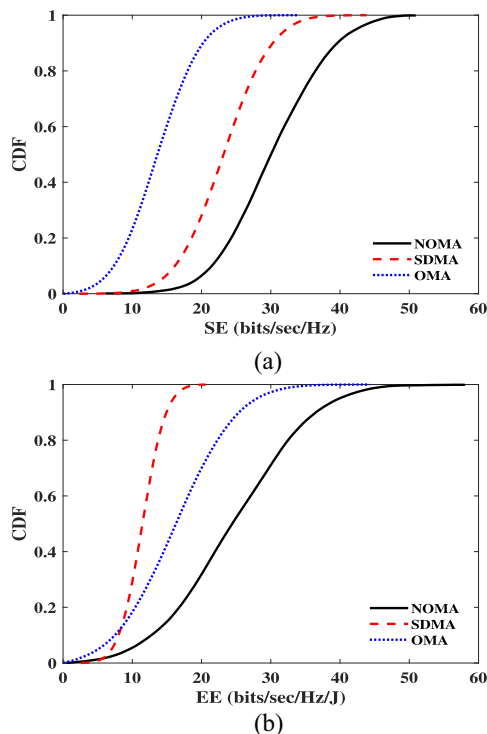 1
0.8
0.6
0.4
0.2
0
CDF
NOMA
SDMA
OMA
0 10 20 30 40 50 60
SE (bits/sec/Hz)
(a)
1
0.8
0.6
0.4
0.2
0
CDF
NOMA
SDMA
OMA
0 10 20 30 40 50 60
EE (bits/sec/Hz/J)
(b)